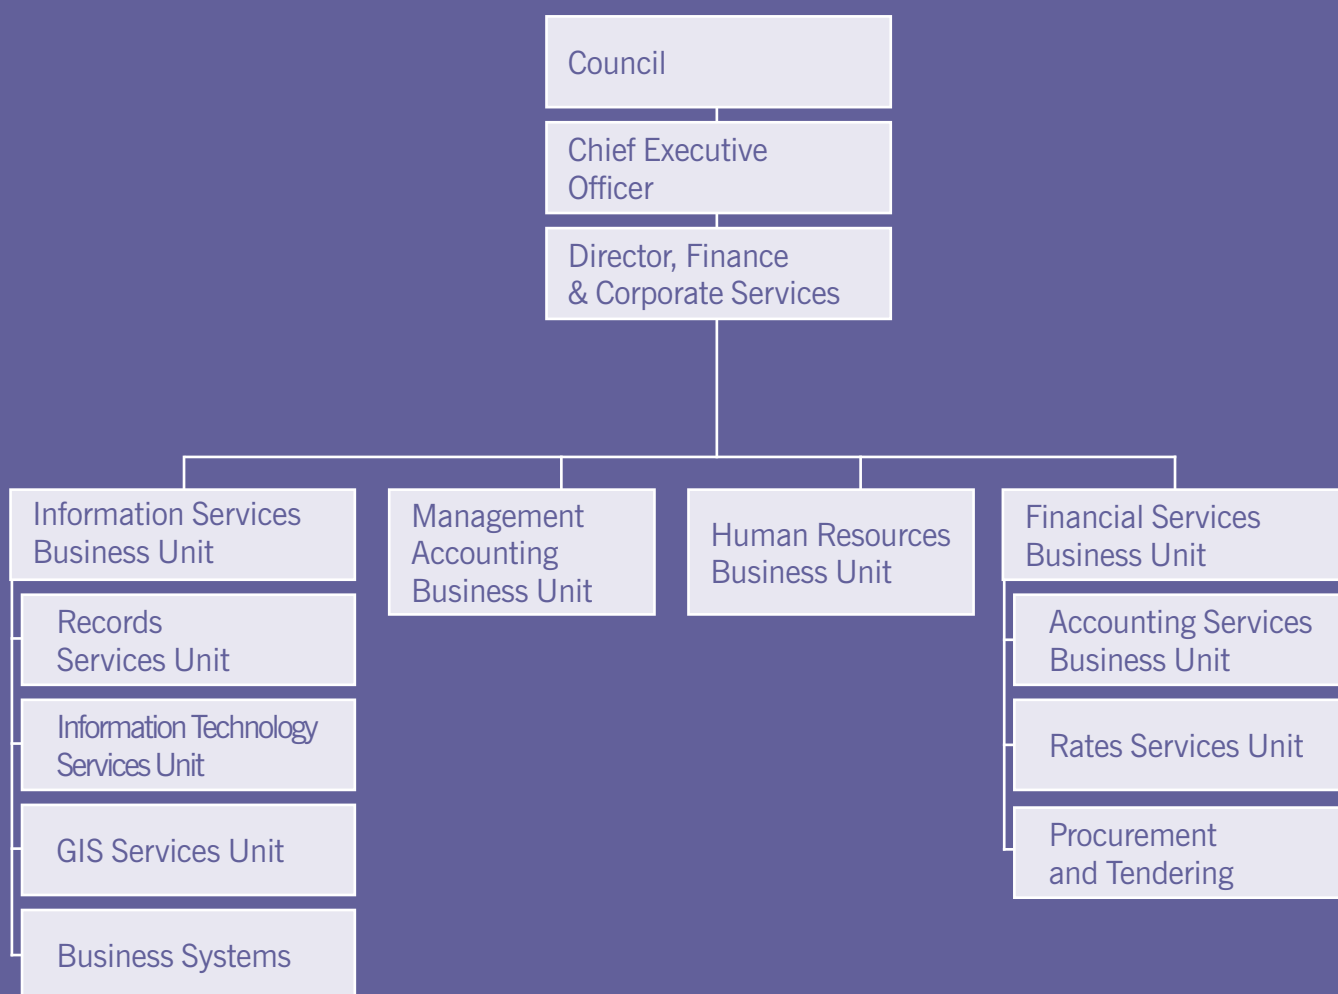 Council
Chief Executive
Officer
Director, Finance
& Corporate Services
Information Services
Business Unit
Records
Services Unit
Information Technology
Services Unit
GIS Services Unit
Business Systems
Management
Accounting
Business Unit
Human Resources
Business Unit
Financial Services
Business Unit
Accounting Services
Business Unit
Rates Services Unit
Procurement
and Tendering